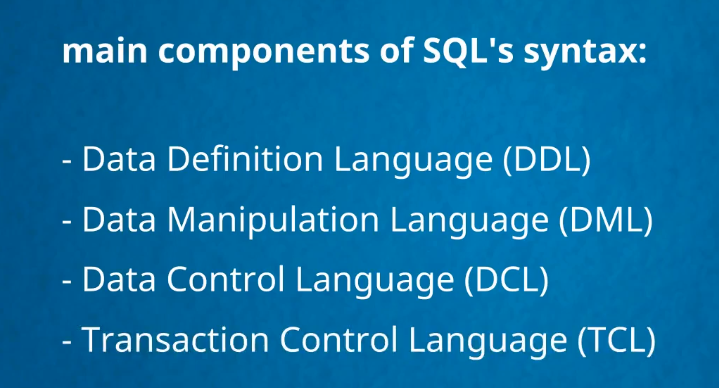 main components of SQL's syntax:
- Data Definition Language (DDL)
- Data Manipulation Language (DML)
- Data Control Language (DCL)
- Transaction Control Language (TCL)